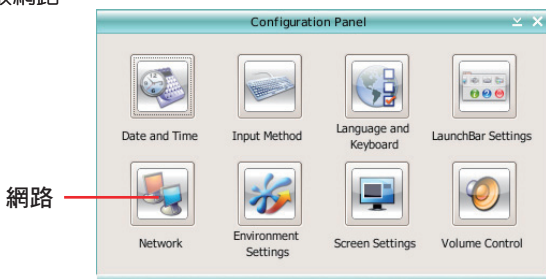 Configuration Panel
Date and Time
Input Method
Language and
Keyboard
LaunchBar Settings
網路
Network
Environment
Settings
Screen Settings
Volume Control